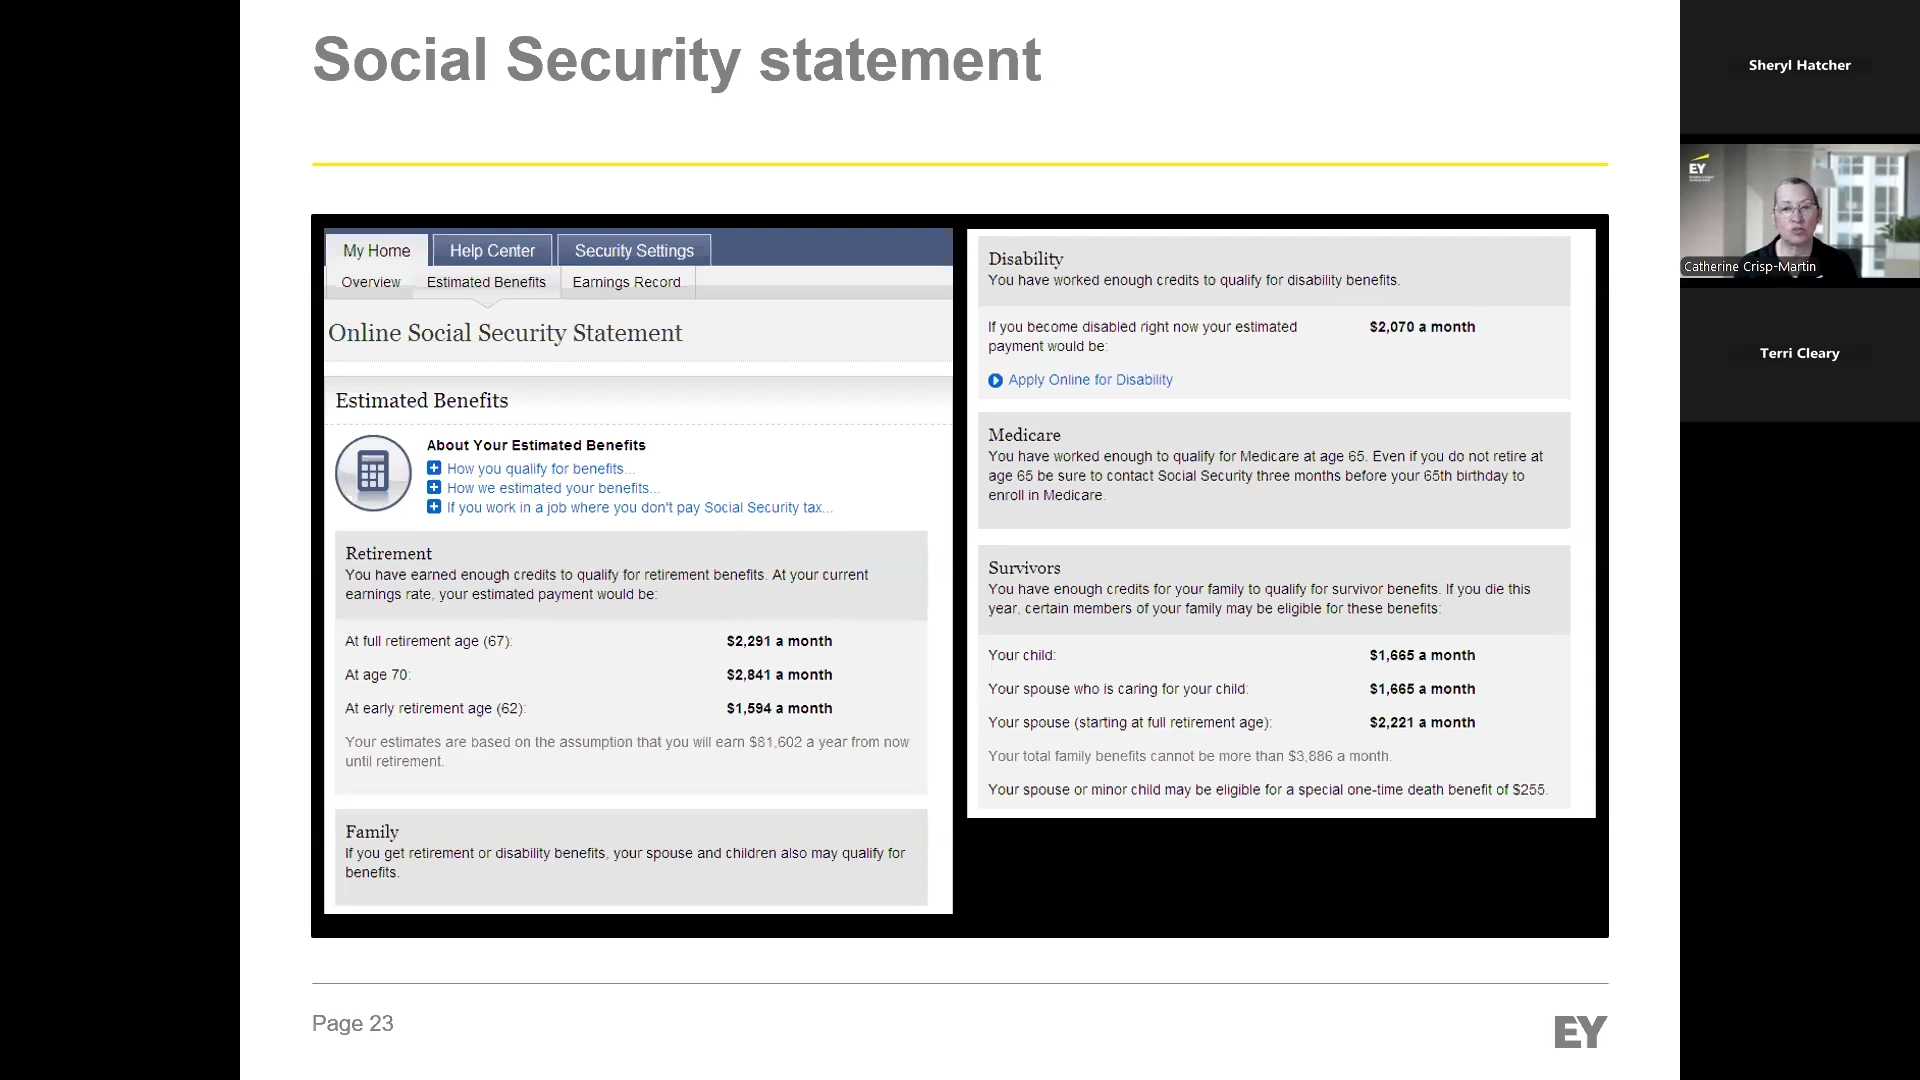 Social Security statement
My Home
Help Center
Security Settings
Overview
Estimated Benefits
Earnings Record
Online Social Security Statement
Estimated Benefits
About Your Estimated Benefits
How you qualify for benefits...
How we estimated your benefits...
If you work in a job where you don't pay Social Security tax...
Retirement
You have earned enough credits to qualify for retirement benefits. At your current
earnings rate, your estimated payment would be:
At full retirement age (67): $2,291 a month
At age 70: $2,841 a month
At early retirement age (62): $1,594 a month
Your estimates are based on the assumption that you will earn $81,602 a year from now
until retirement.
Family
If you get retirement or disability benefits, your spouse and children also may qualify for
benefits.
Disability
You have worked enough credits to qualify for disability benefits.
If you become disabled right now your estimated $2,070 a month
payment would be:
Apply Online for Disability
Medicare
You have worked enough to qualify for Medicare at age 65. Even if you do not retire at
age 65 be sure to contact Social Security three months before your 65th birthday to
enroll in Medicare.
Survivors
You have enough credits for your family to qualify for survivor benefits. If you die this
year, certain members of your family may be eligible for these benefits:
Your child: $1,665 a month
Your spouse who is caring for your child: $1,665 a month
Your spouse (starting at full retirement age): $2,221 a month
Your total family benefits cannot be more than $3,886 a month.
Your spouse or minor child may be eligible for a special one-time death benefit of $255.
Page 23
EY
Sheryl Hatcher
EY
Catherine Crisp-Martin
Terri Cleary